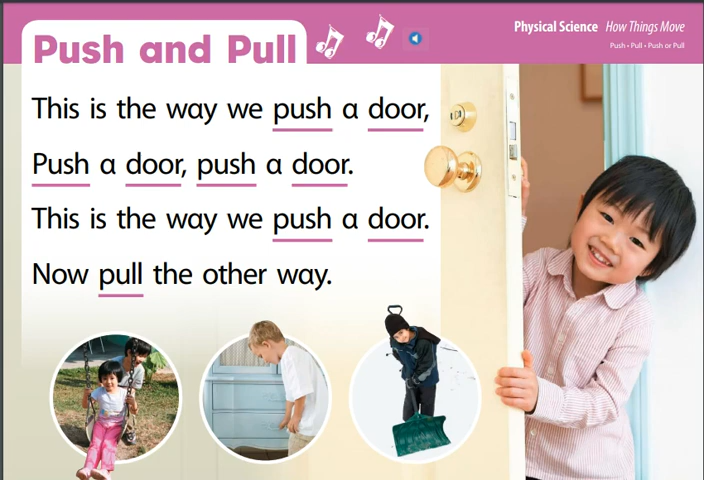 Push and Pull
Physical Science How Things Move
Push • Pull • Push or Pull
This is the way we push a door,
Push a door, push a door.
This is the way we push a door.
Now pull the other way.